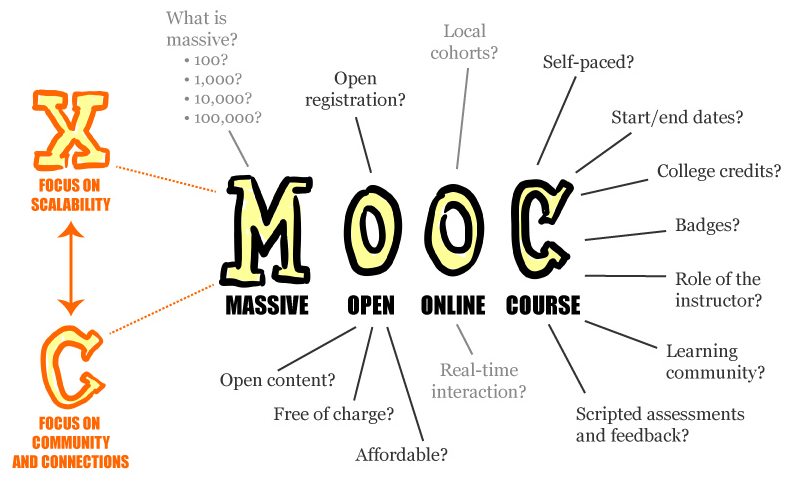 What is
massive?
• 100?
• 1,000?
• 10,000?
• 100,000?
Open
registration?
Local
cohorts?
Self-paced?
Start/end dates?
College credits?
Badges?
Role of the
instructor?
Learning
community?
Scripted assessments
and feedback?
X
FOCUS ON
SCALABILITY
C
FOCUS ON
COMMUNITY
AND CONNECTIONS
MOOC
MASSIVE OPEN ONLINE COURSE
Open content?
Free of charge?
Affordable?
Real-time
interaction?